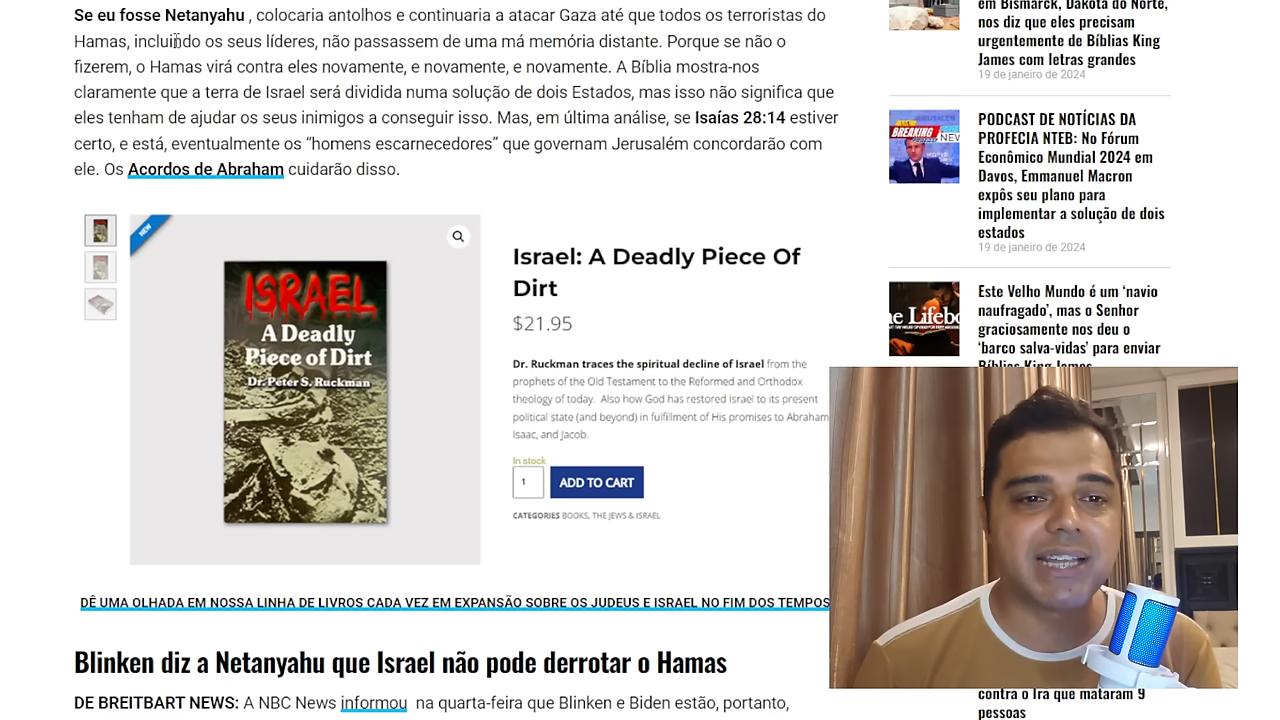 Se eu fosse Netanyahu , colocaria antolhos e continuaria a atacar Gaza até que todos os terroristas do
Hamas, incluindo os seus líderes, não passassem de uma má memória distante. Porque se não o
fizerem, o Hamas virá contra eles novamente, e novamente, e novamente. A Bíblia mostra-nos
claramente que a terra de Israel será dividida numa solução de dois Estados, mas isso não significa que
eles tenham de ajudar os seus inimigos a conseguir isso. Mas, em última análise, se Isaías 28:14 estiver
certo, e está, eventualmente os “homens escarnecedores” que governam Jerusalém concordarão com
ele. Os Acordos de Abraham cuidarão disso.
NEW
ISRAEL
A Deadly
Piece of Dirt
Dr. Peter S. Ruckman
Israel: A Deadly Piece Of
Dirt
$21.95
Dr. Ruckman traces the spiritual decline of Israel from the
prophets of the Old Testament to the Reformed and Orthodox
theology of today. Also how God has restored Israel to its present
political state (and beyond) in fulfillment of His promises to Abraham
Isaac, and Jacob.
In stock
1
ADD TO CART
CATEGORIES BOOKS, THE JEWS & ISRAEL
DÊ UMA OLHADA EM NOSSA LINHA DE LIVROS CADA VEZ EM EXPANSÃO SOBRE OS JUDEUS E ISRAEL NO FIM DOS TEMPOS
Blinken diz a Netanyahu que Israel não pode derrotar o Hamas
DE BREITBART NEWS: A NBC News informou na quarta-feira que Blinken e Biden estão, portanto,
em Bismarck, Dakota do Norte,
nos diz que eles precisam
urgentemente de Bíblias King
James com letras grandes
19 de janeiro de 2024
BREAKING NEW
PODCAST DE NOTÍCIAS DA
PROFECIA NTEB: No Fórum
Econômico Mundial 2024 em
Davos, Emmanuel Macron
expôs seu plano para
implementar a solução de dois
estados
19 de janeiro de 2024
he Lifebo
Este Velho Mundo é um ‘navio
naufragado’, mas o Senhor
graciosamente nos deu o
‘barco salva-vidas’ para enviar
Bíblias King James
contra o Irã que mataram 9
pessoas